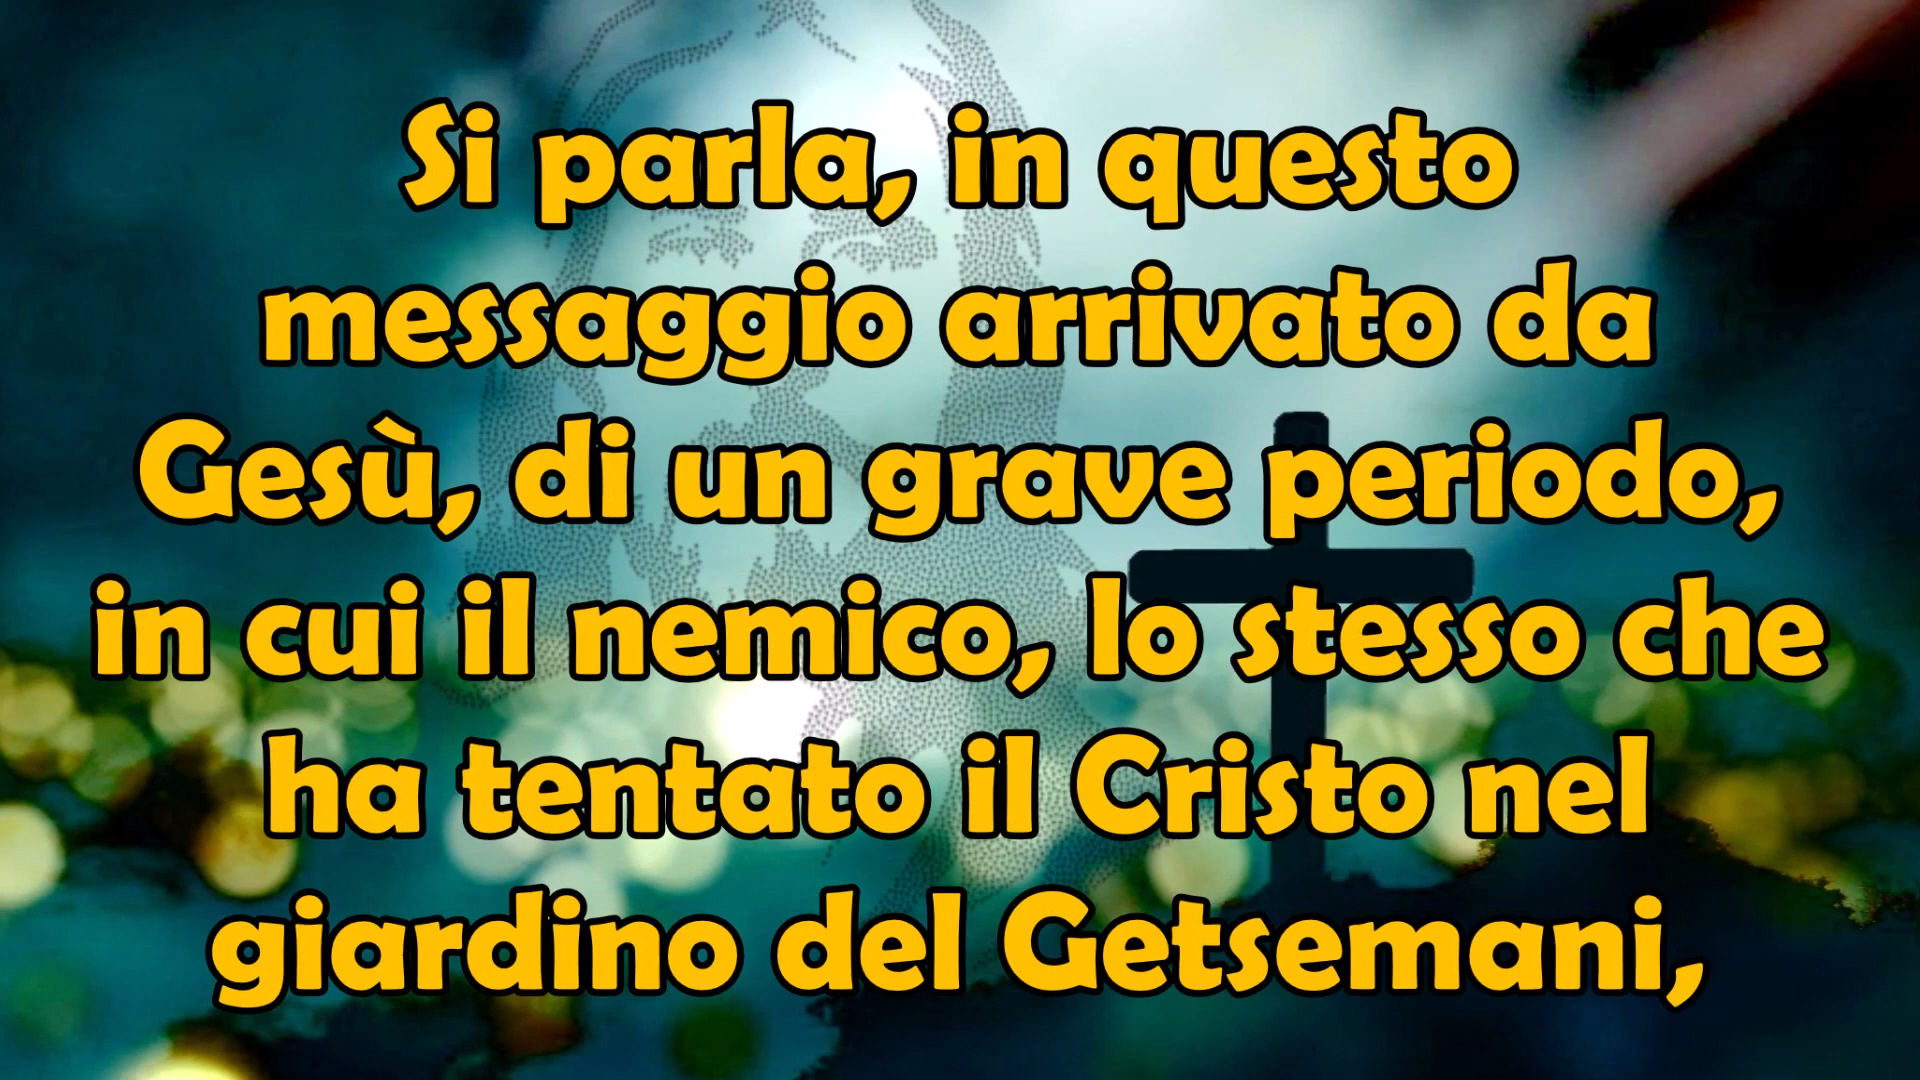 Si parla, in questo
messaggio arrivato da
Gesù, di un grave periodo,
in cui il nemico, lo stesso che
ha tentato il Cristo nel
giardino del Getsemani,